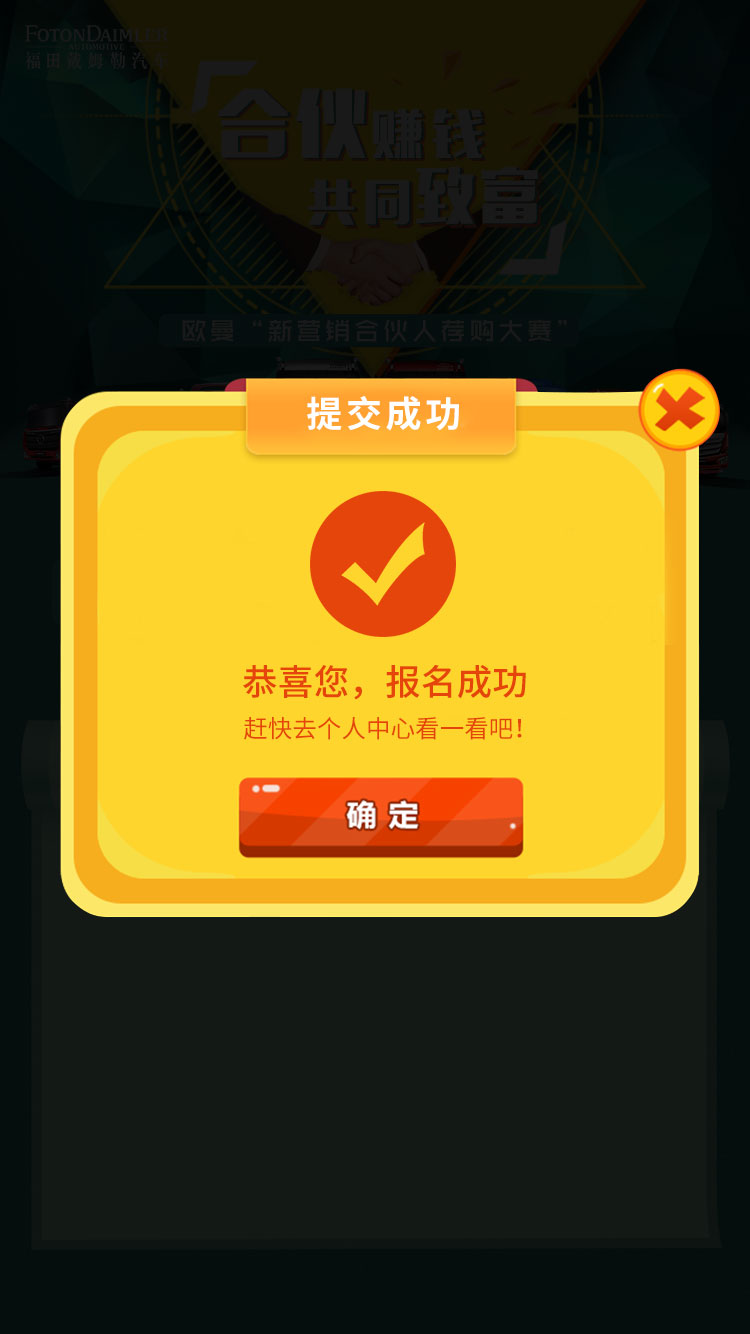 FOTONDAIMLER
AUTOMOTIVE
福田戴姆勒汽车
合伙赚钱
共同致富
欧曼“新营销合伙人荐购大赛”
提交成功
恭喜您，报名成功
赶快去个人中心看一看吧！
确定